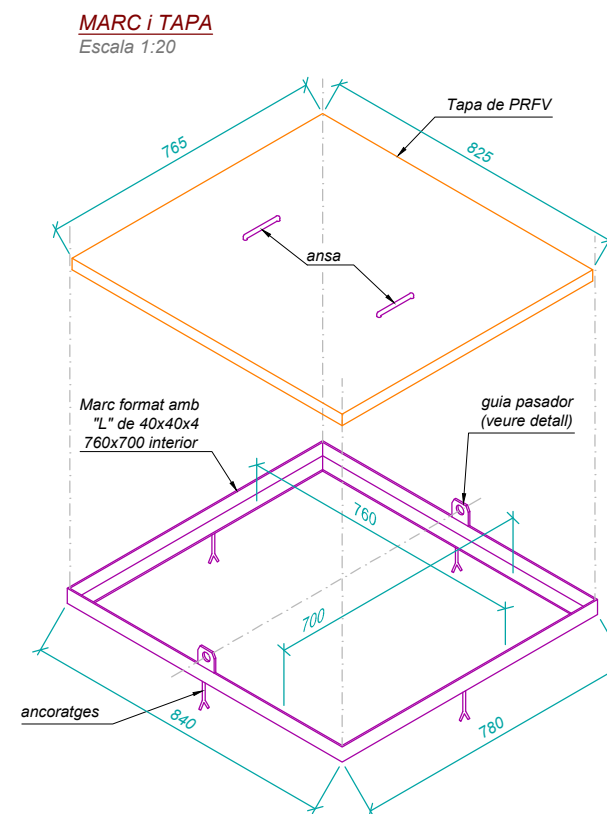 MARC i TAPA
Escala 1:20
Tapa de PRFV
765
825
ansa
Marc format amb
"L" de 40x40x4
760x700 interior
guia pasador
(veure detall)
760
700
ancoratges
840
780